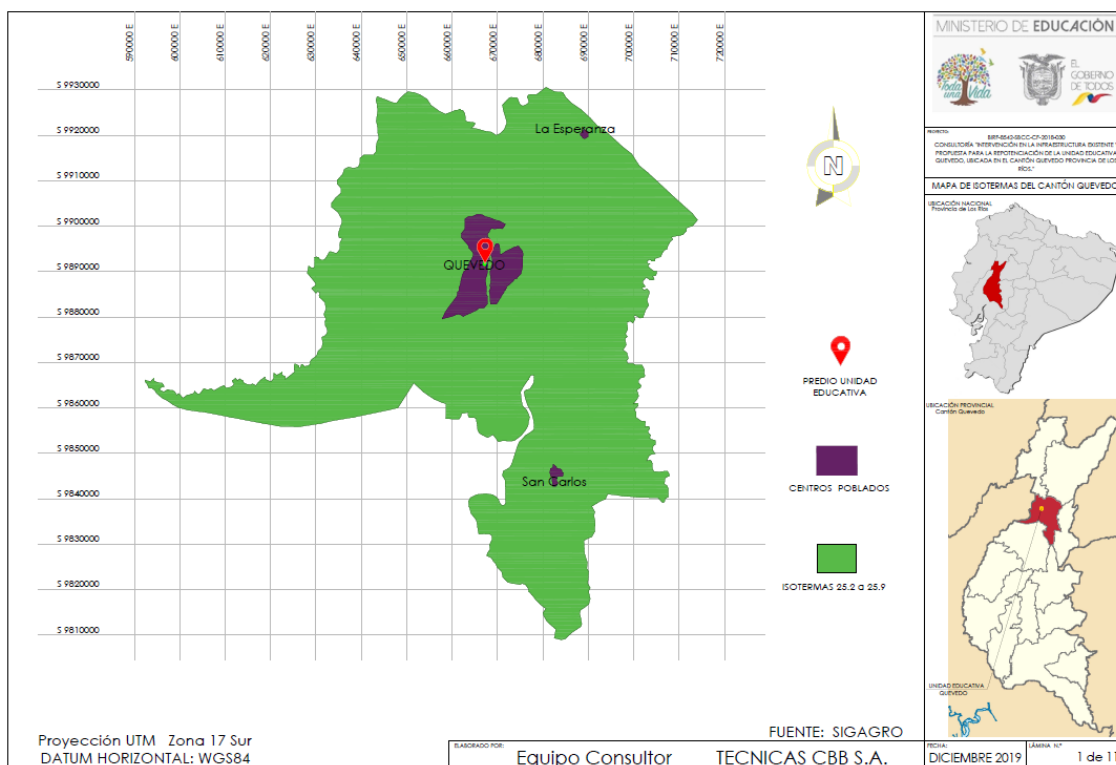 590000 E
600000 E
610000 E
620000 E
630000 E
640000 E
650000 E
660000 E
670000 E
680000 E
690000 E
700000 E
710000 E
720000 E
S 9930000
S 9920000
S 9910000
S 9900000
S 9890000
S 9880000
S 9870000
S 9860000
S 9850000
S 9840000
S 9830000
S 9820000
S 9810000
La Esperanza
QUEVEDO
San Carlos
N
PREDIO UNIDAD
EDUCATIVA
CENTROS POBLADOS
ISOTERMAS 25.2 a 25.9
Proyección UTM Zona 17 Sur
DATUM HORIZONTAL: WGS84
FUENTE: SIGAGRO
ELABORADO POR:
Equipo Consultor TECNICAS CBB S.A.
MINISTERIO DE EDUCACIÓN
Toda
una Vida
EL
GOBIERNO
DE TODOS
PROYECTO:
CONSULTORÍA "INTERVENCIÓN EN LA INFRAESTRUCTURA EXISTENTE Y
PROPUESTA PARA LA REPOTENCIACIÓN DE LA UNIDAD EDUCATIVA
QUEVEDO, UBICADA EN EL CANTÓN QUEVEDO PROVINCIA DE LOS
RÍOS."
MAPA DE ISOTERMAS DEL CANTÓN QUEVEDO
UBICACIÓN NACIONAL
Provincia de Los Ríos
UBICACIÓN PROVINCIAL
Cantón Quevedo
UNIDAD EDUCATIVA
QUEVEDO
FECHA:
DICIEMBRE 2019
LÁMINA N°
1 de 11